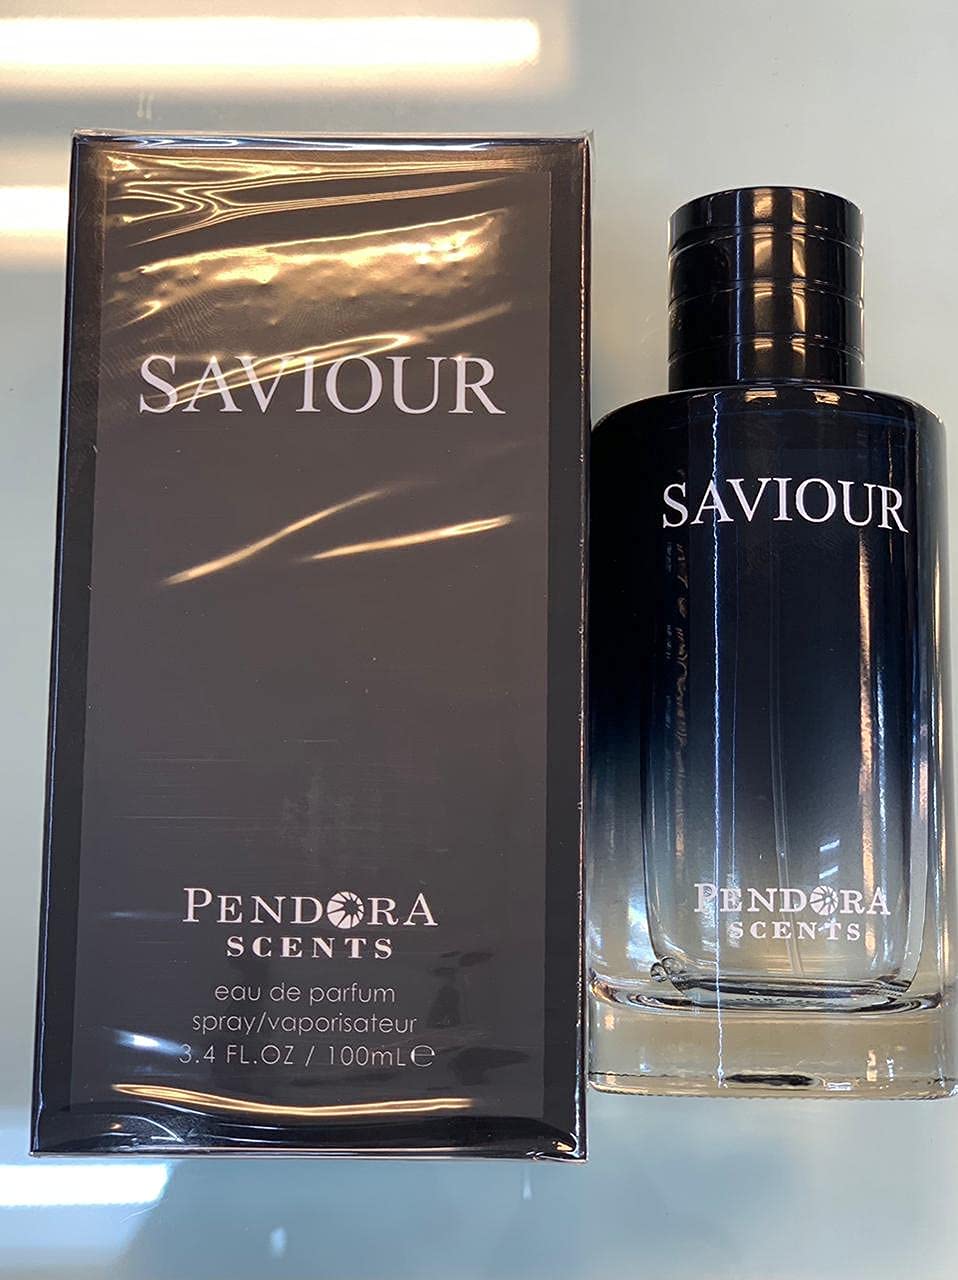 SAVIOUR
PENDORA
SCENTS
eau de parfum
spray/vaporisateur
3.4 FL.OZ / 100mL℮
SAVIOUR
PENDORA
SCENTS